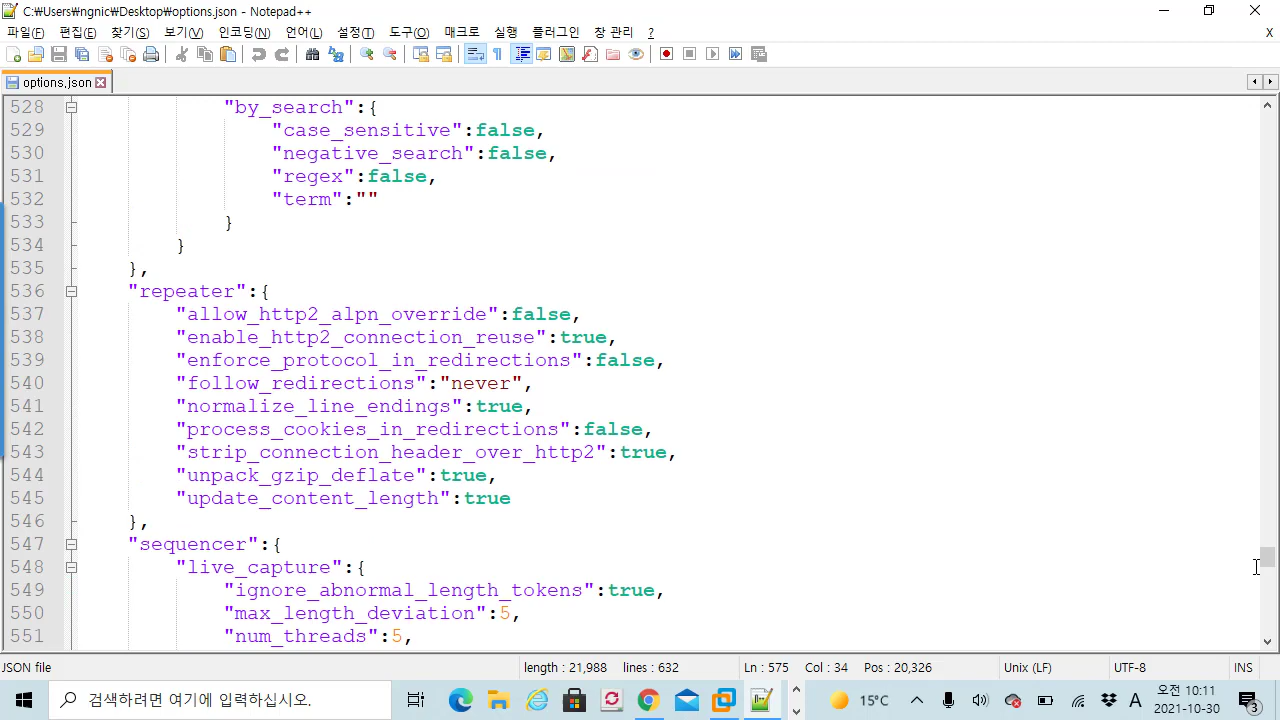 C:₩Users₩ngnic₩Desktop₩options.json - Notepad++
파일(F) 편집(E) 찾기(S) 보기(V) 인코딩(N) 언어(L) 설정(T) 도구(O) 매크로 실행 플러그인 창 관리 ? X
options.json
528 "by_search":{
529 "case_sensitive":false,
530 "negative_search":false,
531 "regex":false,
532 "term":""
533 }
534 }
535 },
536 "repeater":{
537 "allow_http2_alpn_override":false,
538 "enable_http2_connection_reuse":true,
539 "enforce_protocol_in_redirections":false,
540 "follow_redirections":"never",
541 "normalize_line_endings":true,
542 "process_cookies_in_redirections":false,
543 "strip_connection_header_over_http2":true,
544 "unpack_gzip_deflate":true,
545 "update_content_length":true
546 },
547 "sequencer":{
548 "live_capture":{
549 "ignore_abnormal_length_tokens":true,
550 "max_length_deviation":5,
551 "num_threads":5,
JSON file length : 21,988 lines : 632 Ln : 575 Col : 34 Pos : 20,326 Unix (LF) UTF-8 INS
검색하려면 여기에 입력하십시오. 15°C A 오전 10:11
2021-10-30 3